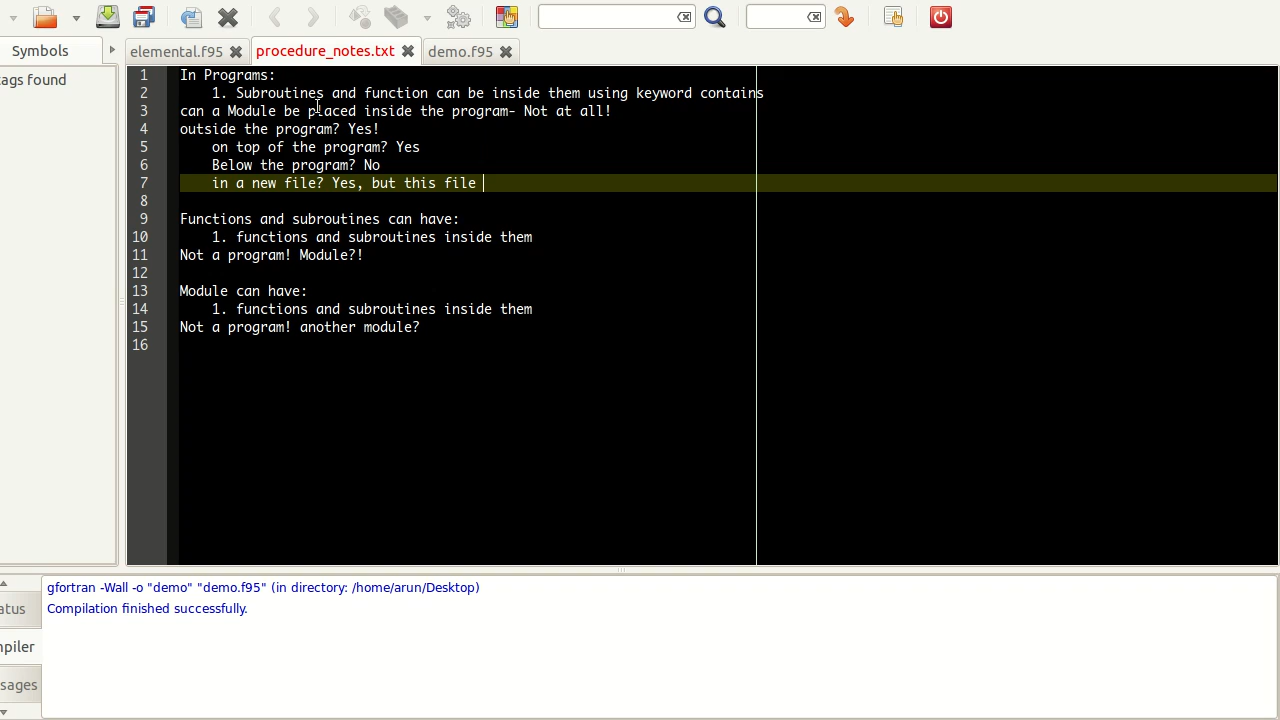 Symbols
elemental.f95
procedure_notes.txt
demo.f95
ags found
1 In Programs:
2 1. Subroutines and function can be inside them using keyword contains
3 can a Module be placed inside the program- Not at all!
4 outside the program? Yes!
5 on top of the program? Yes
6 Below the program? No
7 in a new file? Yes, but this file
8
9 Functions and subroutines can have:
10 1. functions and subroutines inside them
11 Not a program! Module?!
12
13 Module can have:
14 1. functions and subroutines inside them
15 Not a program! another module?
16
atus
gfortran -Wall -o "demo" "demo.f95" (in directory: /home/arun/Desktop)
Compilation finished successfully.
mpiler
sages